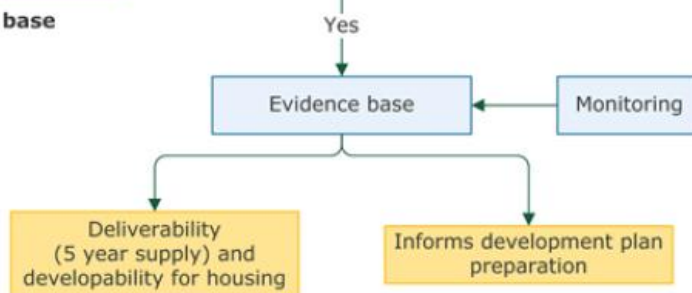 base
Yes
Evidence base
Monitoring
Deliverability
(5 year supply) and
developability for housing
Informs development plan
preparation